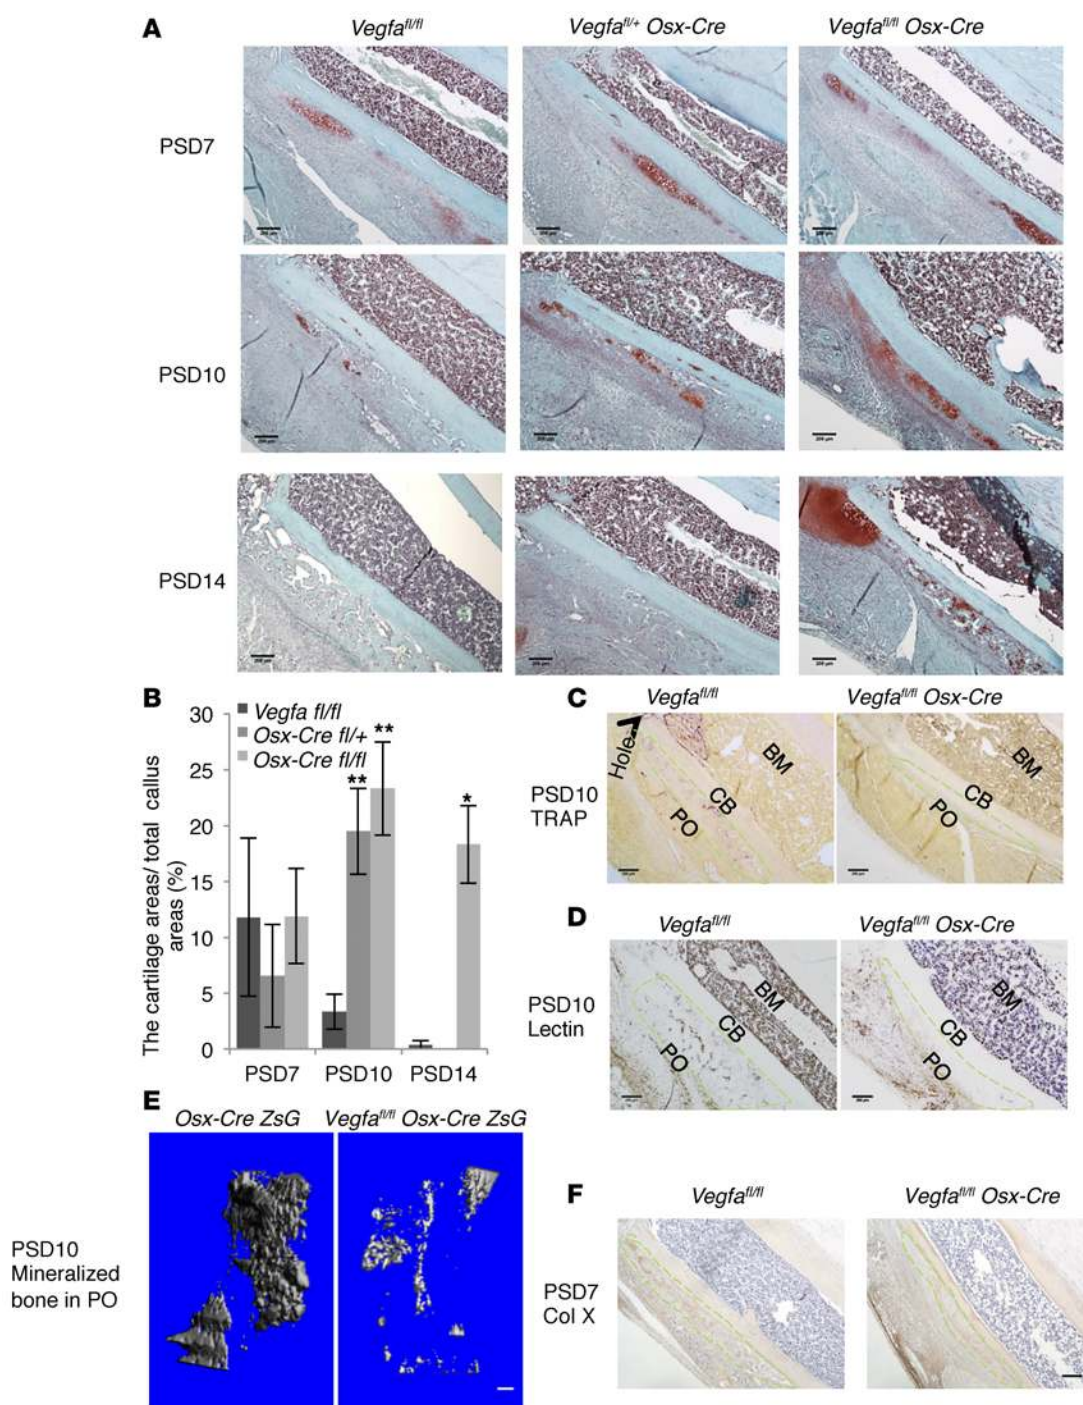 A
Vegfa^fl/fl
Vegfa^fl/+ Osx-Cre
Vegfa^fl/fl Osx-Cre
PSD7
PSD10
PSD14
B
The cartilage areas/ total callus
areas (%)
30
25
20
15
10
5
0
Vegfa fl/fl
Osx-Cre fl/+
Osx-Cre fl/fl
**
**
*
PSD7
PSD10
PSD14
C
Vegfa^fl/fl
Vegfa^fl/fl Osx-Cre
PSD10
TRAP
Hole
BM
CB
PO
BM
CB
PO
D
Vegfa^fl/fl
Vegfa^fl/fl Osx-Cre
PSD10
Lectin
BM
CB
PO
BM
CB
PO
E
Osx-Cre ZsG
Vegfa^fl/fl Osx-Cre ZsG
PSD10
Mineralized
bone in PO
F
Vegfa^fl/fl
Vegfa^fl/fl Osx-Cre
PSD7
Col X